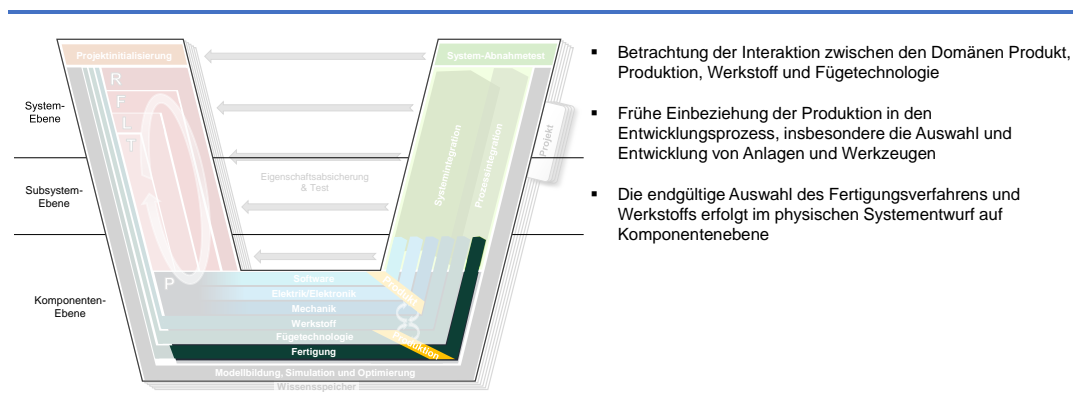 Projektinitialisierung
System-Abnahmetest
R
F
L
T
P
System-
Ebene
Subsystem-
Ebene
Komponenten-
Ebene
Eigenschaftsabsicherung
& Test
Systemintegration
Prozessintegration
Projekt
Software
Elektrik/Elektronik
Mechanik
Werkstoff
Fügetechnologie
Fertigung
Produkt
Produktion
Modellbildung, Simulation und Optimierung
Wissensspeicher
▪ Betrachtung der Interaktion zwischen den Domänen Produkt,
Produktion, Werkstoff und Fügetechnologie
▪ Frühe Einbeziehung der Produktion in den
Entwicklungsprozess, insbesondere die Auswahl und
Entwicklung von Anlagen und Werkzeugen
▪ Die endgültige Auswahl des Fertigungsverfahrens und
Werkstoffs erfolgt im physischen Systementwurf auf
Komponentenebene